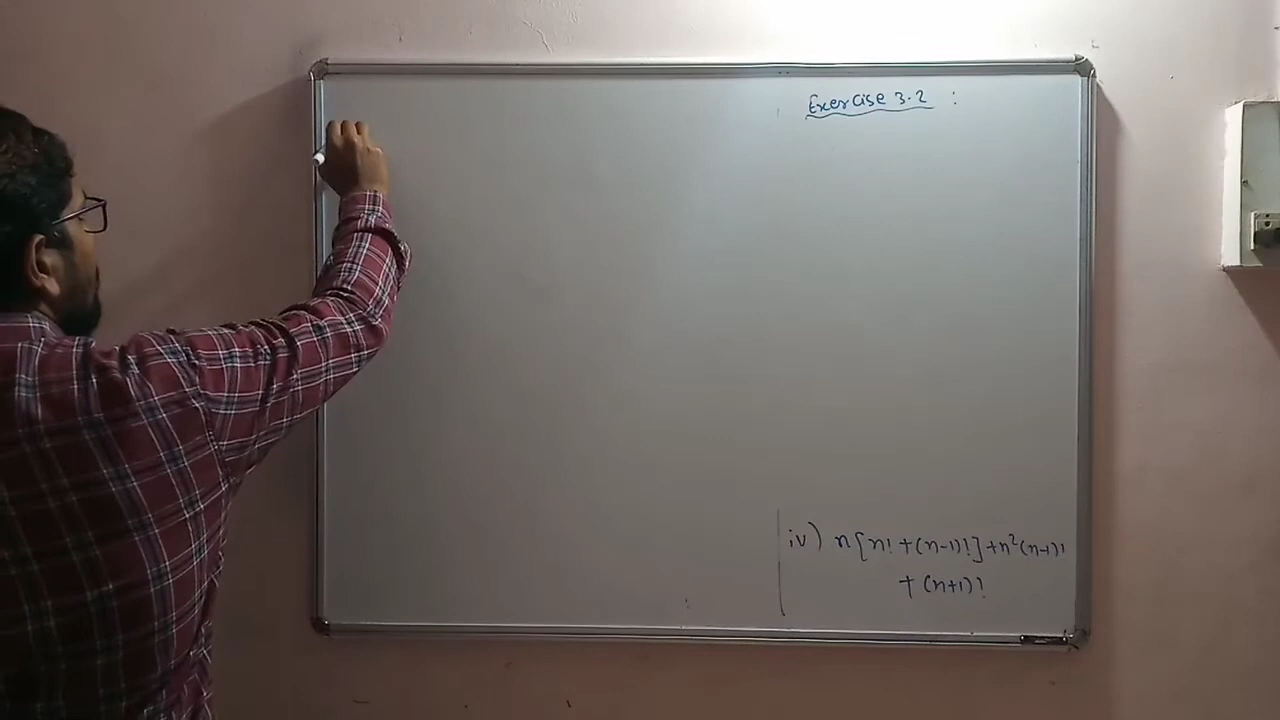 Exercise 3.2 :
iv) n[n! + (n-1)!] + n²(n-1)!
+ (n+1)!